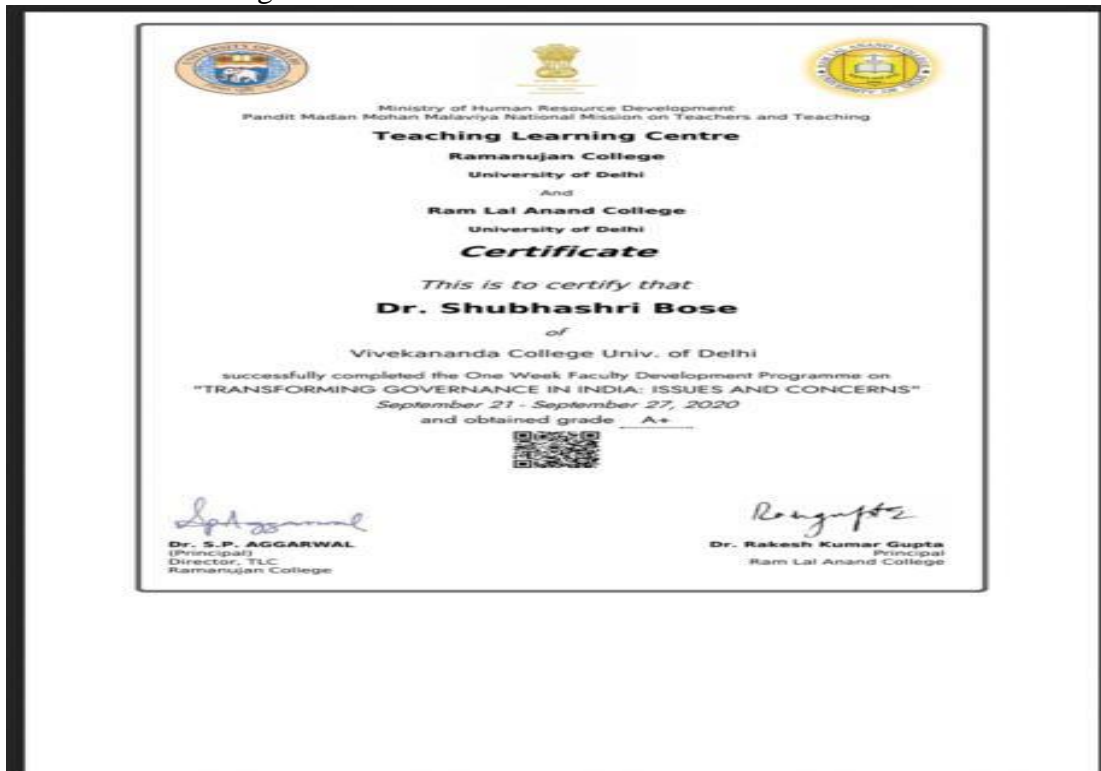 Ministry of Human Resource Development
Pandit Madan Mohan Malaviya National Mission on Teachers and Teaching
Teaching Learning Centre
Ramanujan College
University of Delhi
And
Ram Lal Anand College
University of Delhi
Certificate
This is to certify that
Dr. Shubhashri Bose
of
Vivekananda College Univ. of Delhi
successfully completed the One Week Faculty Development Programme on
"TRANSFORMING GOVERNANCE IN INDIA: ISSUES AND CONCERNS"
September 21 - September 27, 2020
and obtained grade A+
Dr. S.P. AGGARWAL
(Principal)
Director, TLC
Ramanujan College
Dr. Rakesh Kumar Gupta
Principal
Ram Lal Anand College